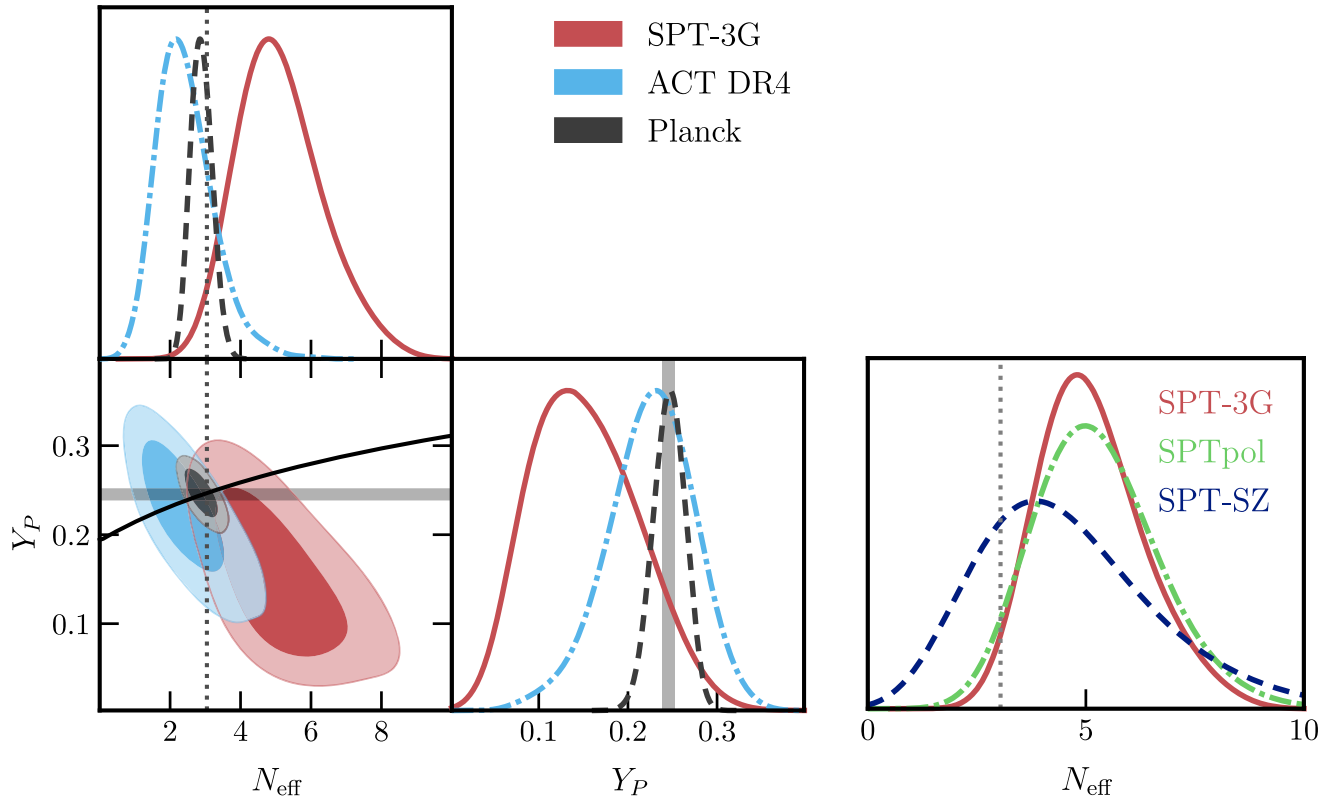 SPT-3G
ACT DR4
Planck
0.3
0.2
0.1
Y_P
2 4 6 8
N_eff
0.1 0.2 0.3
Y_P
SPT-3G
SPTpol
SPT-SZ
0 5 10
N_eff